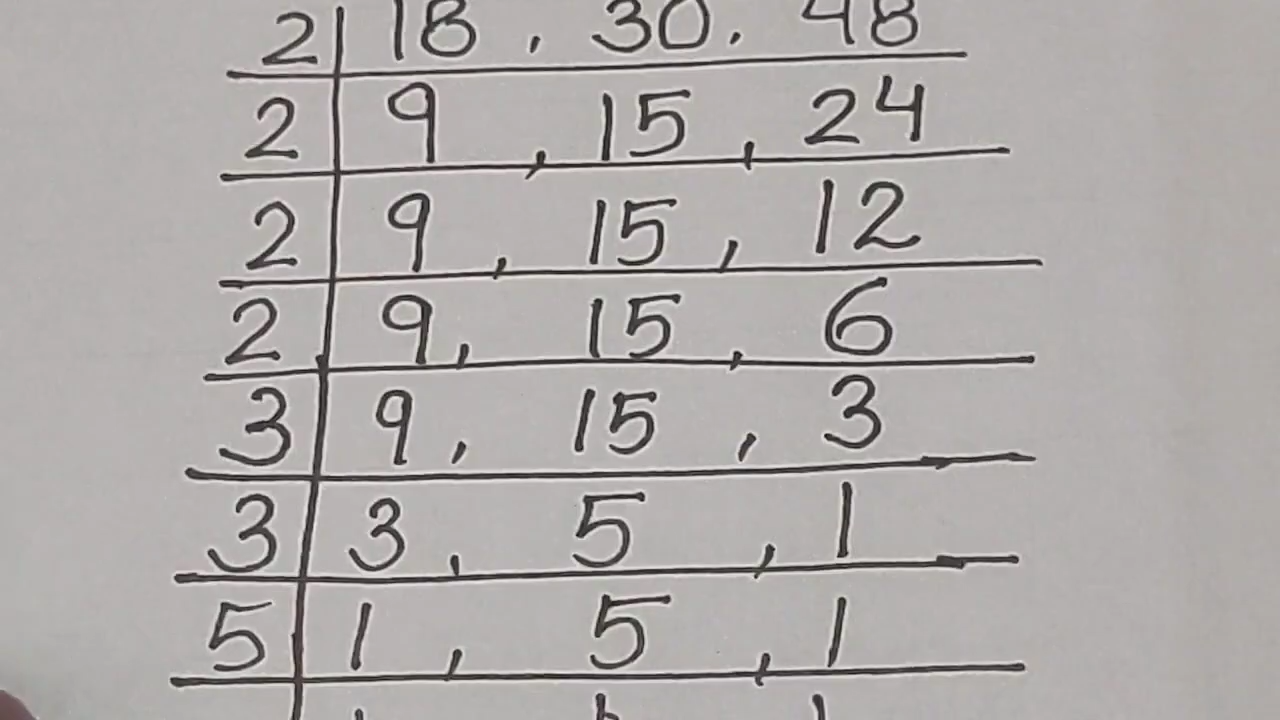 2 18, 30, 48
2 9, 15, 24
2 9, 15, 12
2 9, 15, 6
3 9, 15, 3
3 3, 5, 1
5 1, 5, 1